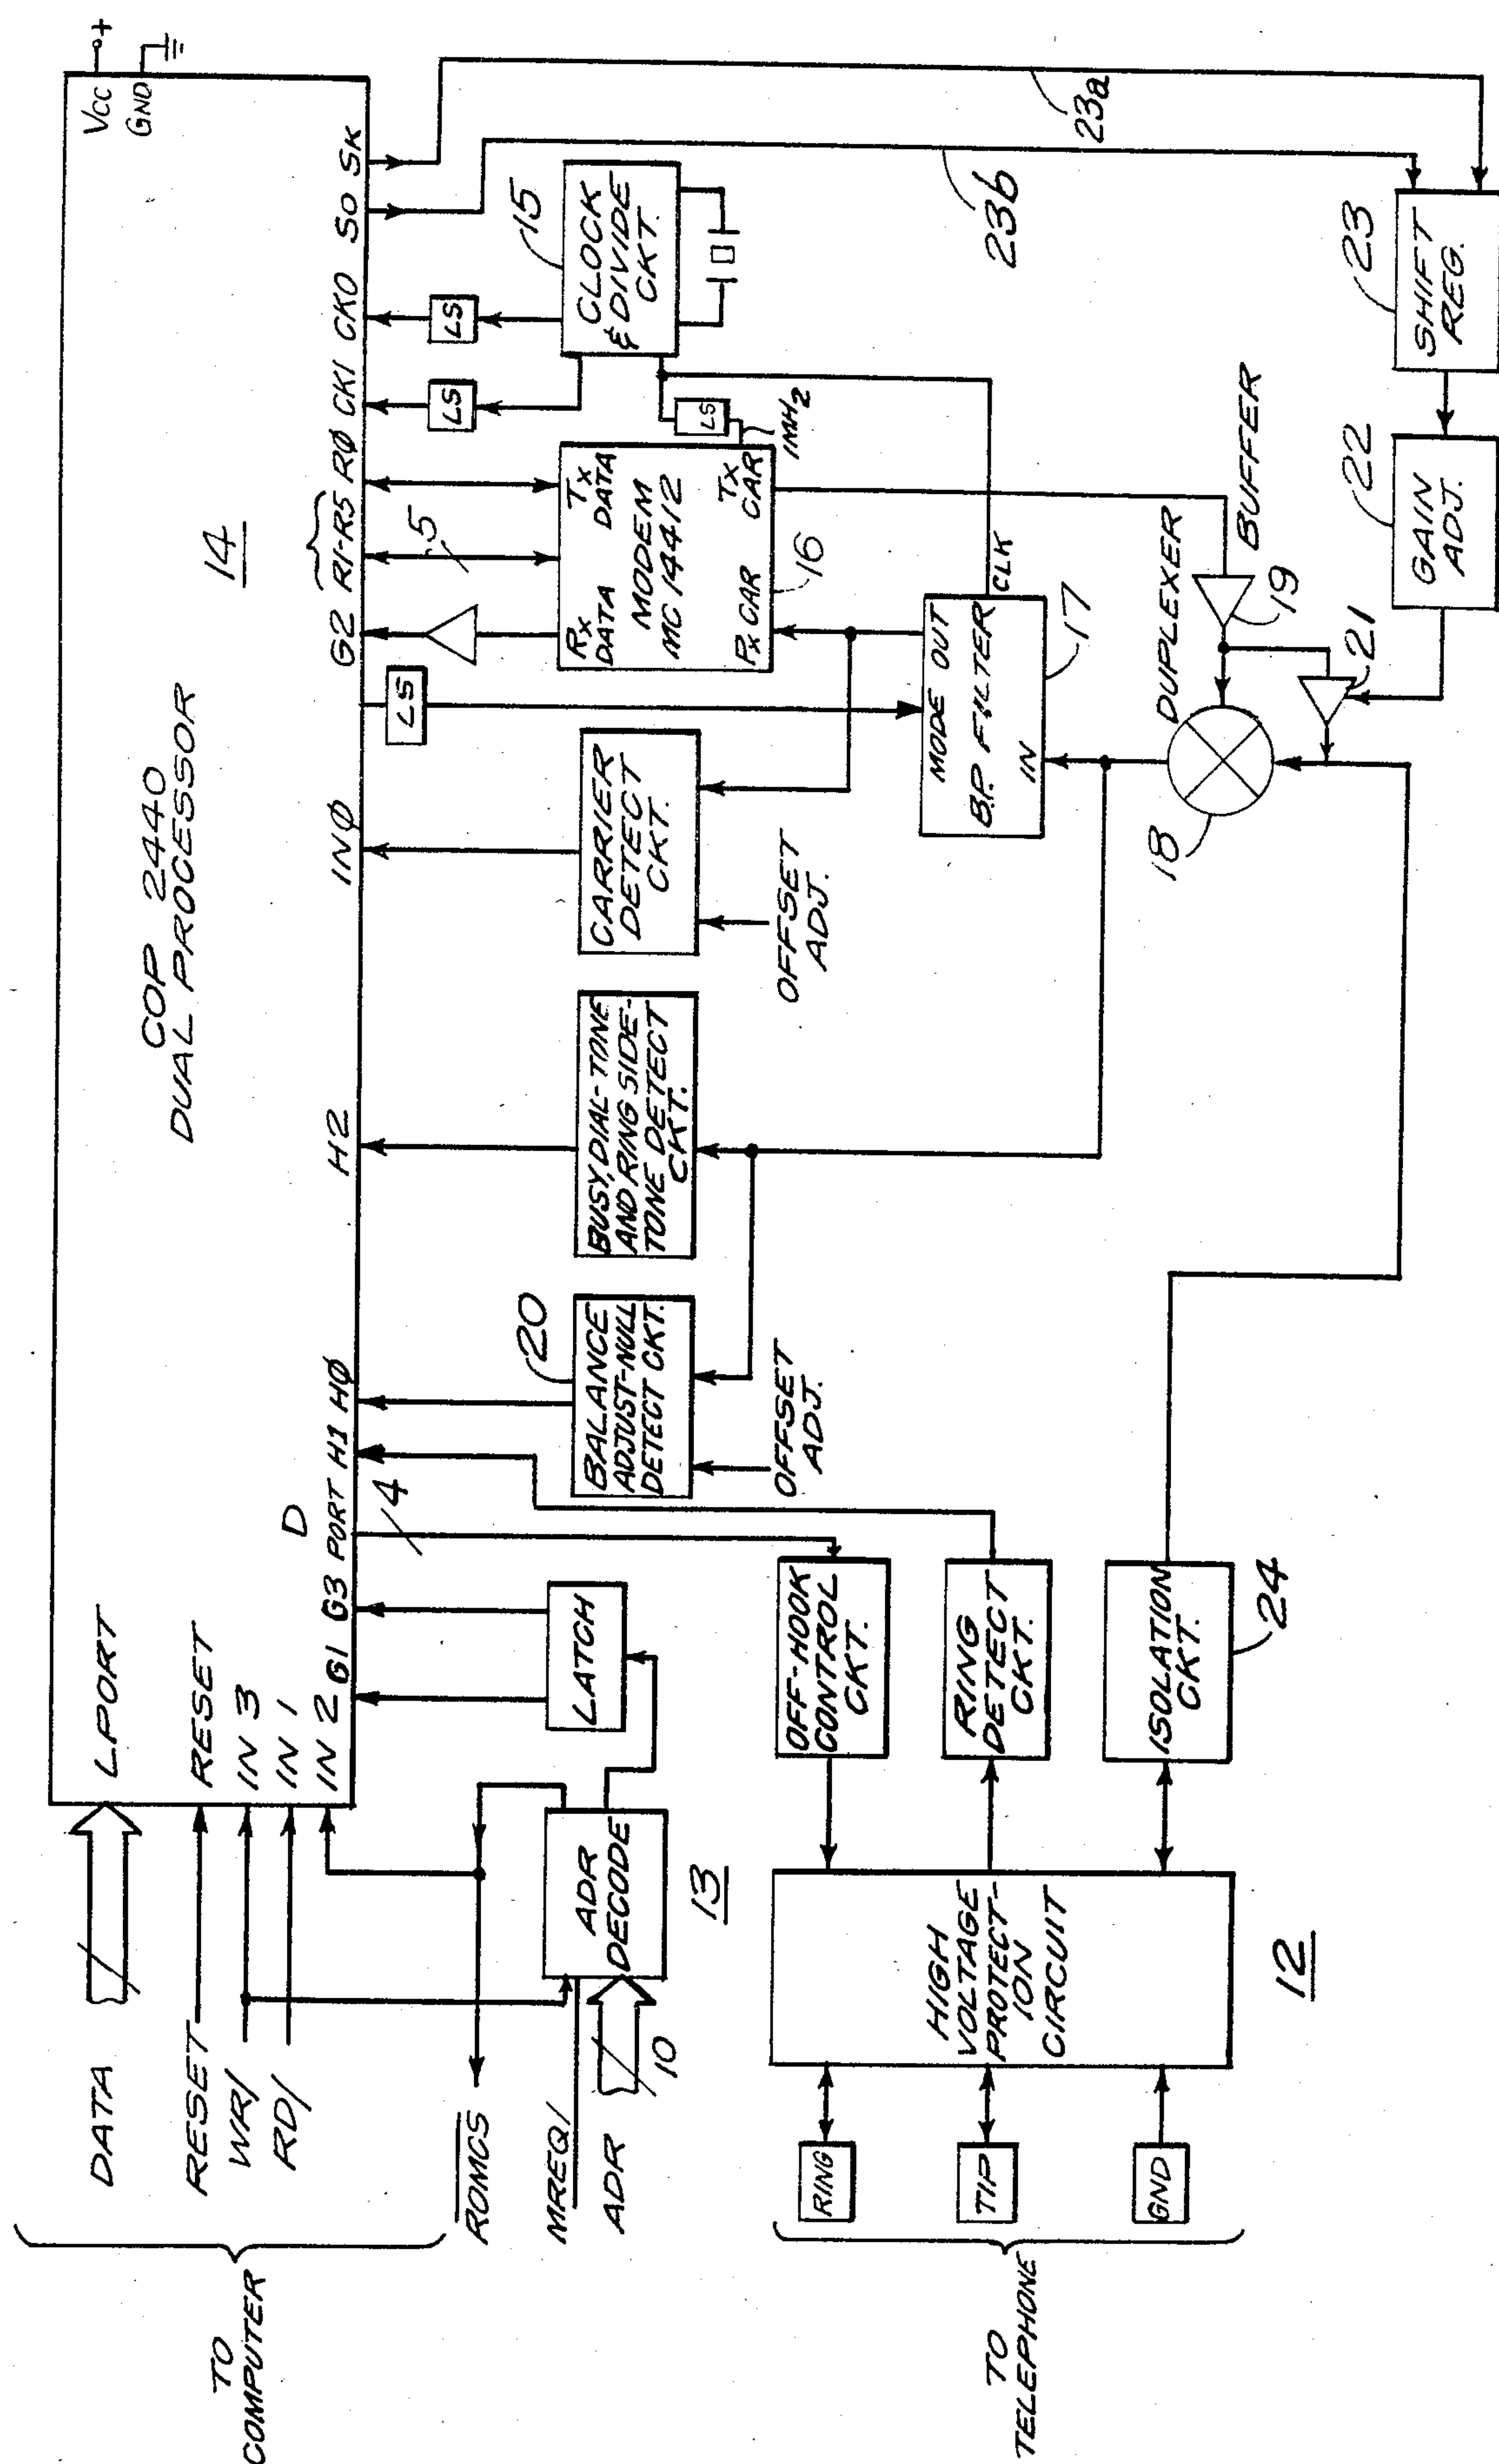 COP 2440
DUAL PROCESSOR
14
VCC
GND
+
LPORT
RESET
IN 3
IN 1
IN 2
G1
G3
D
PORT
H1
HØ
H2
INØ
G2
R1-R5
RØ
CK1
CKO
SO
SK
TO
COMPUTER
DATA
RESET
WR/
RD/
ROMCS
MREQ/
ADR
10
ADR
DECODE
13
LATCH
4
BALANCE
ADJUST-NULL
DETECT CKT.
20
OFFSET
ADJ.
BUSY, DIAL-TONE
AND RING SIDE-
TONE DETECT
CKT.
CARRIER
DETECT
CKT.
OFFSET
ADJ.
LS
5
RX
DATA
TX
DATA
MODEM
MC 14412
RX CAR
TX
CAR
16
LS
LS
LS
1MH2
CLOCK
& DIVIDE
CKT.
15
MODE OUT
B.P. FILTER
IN
CLK
17
DUPLEXER
BUFFER
18
19
21
GAIN
ADJ.
22
SHIFT
REG.
23
23a
23b
TO
TELEPHONE
RING
TIP
GND
HIGH
VOLTAGE
PROTECT-
ION
CIRCUIT
12
OFF-HOOK
CONTROL
CKT.
RING
DETECT
CKT.
ISOLATION
CKT.
24